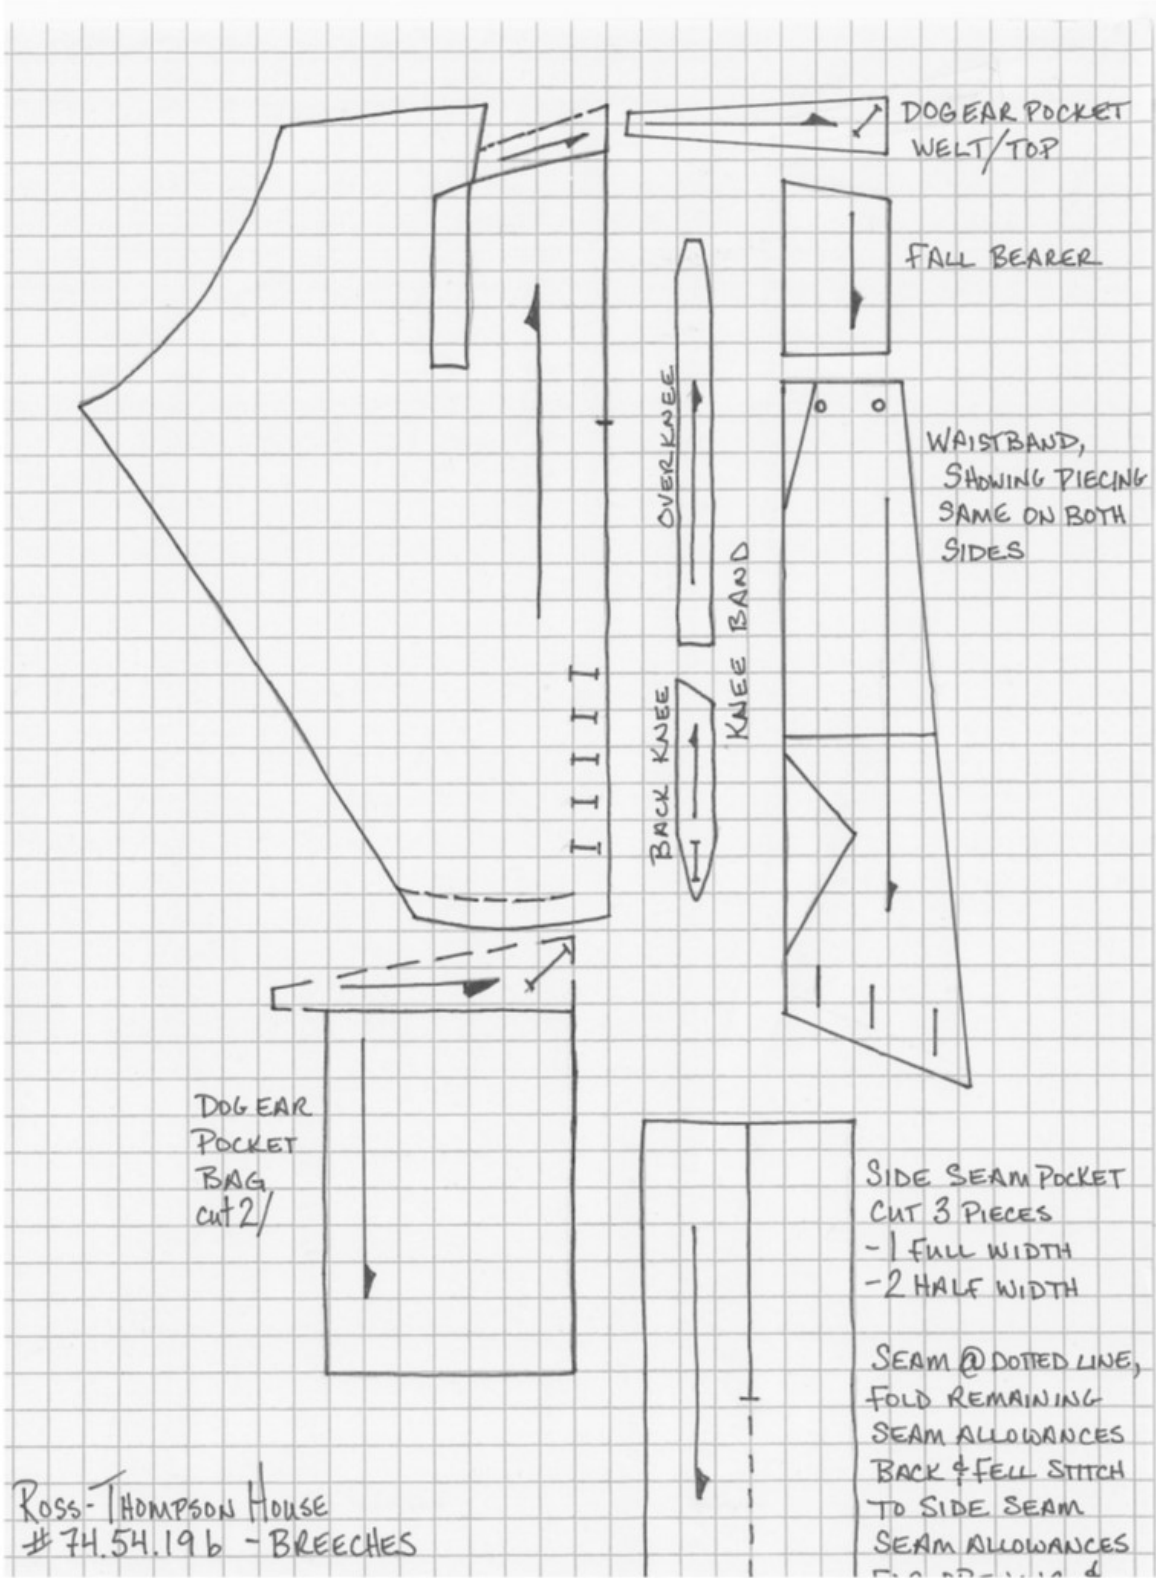 DOGEAR POCKET
WELT/TOP
FALL BEARER
OVERKNEE
KNEE BAND
BACK KNEE
WAISTBAND,
SHOWING PIECING
SAME ON BOTH
SIDES
DOGEAR
POCKET
BAG
cut 2/
SIDE SEAM POCKET
CUT 3 PIECES
-1 FULL WIDTH
-2 HALF WIDTH
SEAM @ DOTTED LINE,
FOLD REMAINING
SEAM ALLOWANCES
BACK & FELL STITCH
TO SIDE SEAM
SEAM ALLOWANCES
ROSS-THOMPSON HOUSE
#74.54.19b - BREECHES